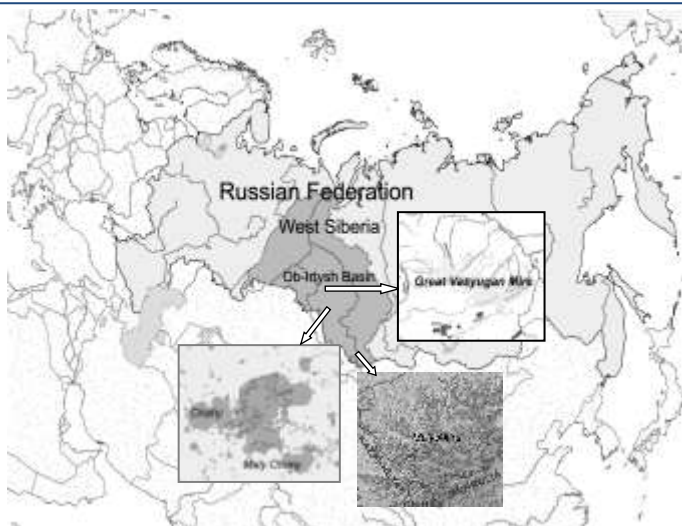 Russian Federation
West Siberia
Ob-Irtysh Basin
Great Vasyugan Mire
Chany
Maly Chany